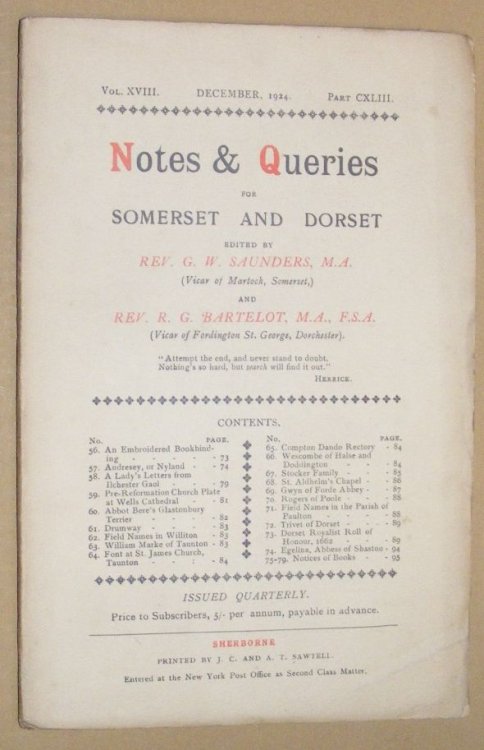 VOL. XVIII. DECEMBER, 1924. PART CXLIII.
Notes & Queries
FOR
SOMERSET AND DORSET
EDITED BY
REV. G. W. SAUNDERS, M.A.
(Vicar of Martock, Somerset,)
AND
REV. R. G. BARTELOT, M.A., F.S.A.
(Vicar of Fordington St. George, Dorchester).
"Attempt the end, and never stand to doubt,
Nothing's so hard, but search will find it out."
HERRICK.
CONTENTS.
No. PAGE.
56. An Embroidered Bookbind-
ing - - - - 73
57. Andresey, or Nyland - - 74
58. A Lady's Letters from
Ilchester Gaol - - 79
59. Pre-Reformation Church Plate
at Wells Cathedral - - 81
60. Abbot Bere's Glastonbury
Terrier - - - - 82
61. Drumway - - - - 83
62. Field Names in Williton - 83
63. William Marke of Taunton - 83
64. Font at St. James Church,
Taunton - - : - 84
No. PAGE.
65. Compton Dando Rectory - 84
66. Wescombe of Halse and
Doddington - - - 84
67. Stocker Family - - 85
68. St. Aldhelm's Chapel - - 86
69. Gwyn of Forde Abbey - - 87
70. Rogers of Poole - - - 88
71. Field Names in the Parish of
Paulton - - - - 88
72. Trivet of Dorset - - - 89
73. Dorset Royalist Roll of
Honour, 1662 - - - 89
74. Egelina, Abbess of Shaston - 94
75-79. Notices of Books - - 95
ISSUED QUARTERLY.
Price to Subscribers, 5/- per annum, payable in advance.
SHERBORNE
PRINTED BY J. C. AND A. T. SAWTELL.
Entered at the New York Post Office as Second Class Matter.